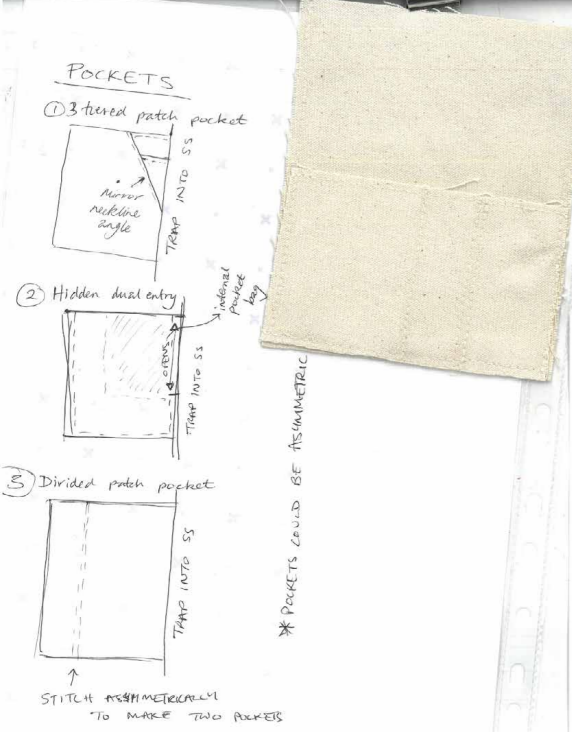 POCKETS
① 3 tiered patch pocket
Mirror
neckline
angle
TRAP INTO SS
② Hidden dual entry
internal
pocket
bag
OPENS
TRAP INTO SS
③ Divided patch pocket
TRAP INTO SS
STITCH ASYMMETRICALLY
TO MAKE TWO POCKETS
* POCKETS COULD BE ASYMMETRIC